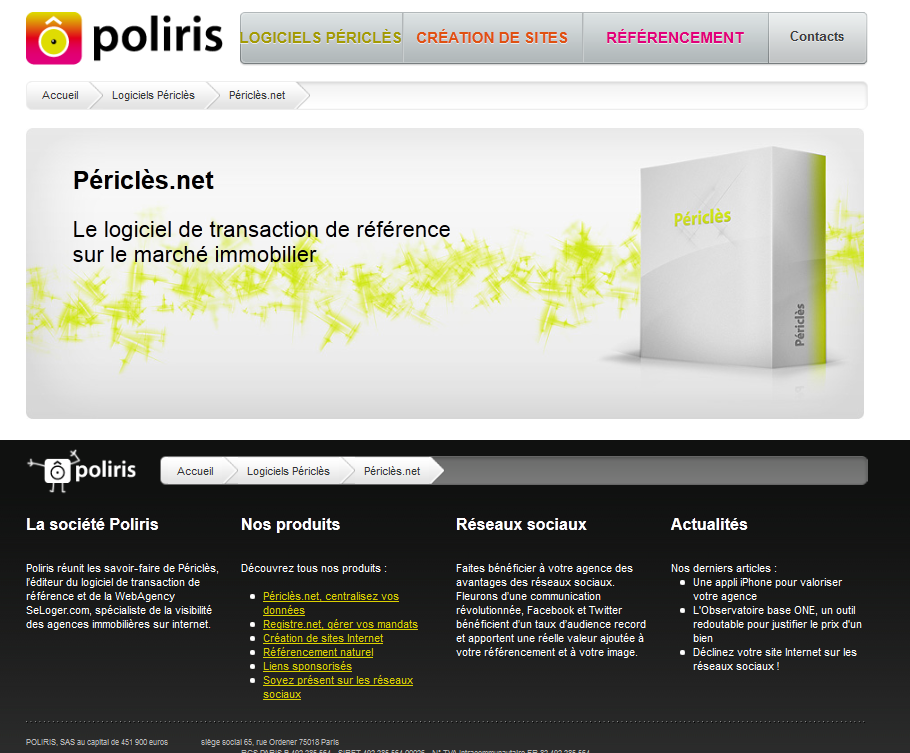 poliris
LOGICIELS PÉRICLÈS
CRÉATION DE SITES
RÉFÉRENCEMENT
Contacts
Accueil
Logiciels Périclès
Périclès.net
Périclès.net
Le logiciel de transaction de référence
sur le marché immobilier
Périclès
Périclès
poliris
Accueil
Logiciels Périclès
Périclès.net
La société Poliris
Poliris réunit les savoir-faire de Périclès,
l'éditeur du logiciel de transaction de
référence et de la WebAgency
SeLoger.com, spécialiste de la visibilité
des agences immobilières sur internet.
Nos produits
Découvrez tous nos produits :
Périclès.net, centralisez vos
données
Registre.net, gérer vos mandats
Création de sites Internet
Référencement naturel
Liens sponsorisés
Soyez présent sur les réseaux
sociaux
Réseaux sociaux
Faites bénéficier à votre agence des
avantages des réseaux sociaux.
Fleurons d'une communication
révolutionnée, Facebook et Twitter
bénéficient d'un taux d'audience record
et apportent une réelle valeur ajoutée à
votre référencement et à votre image.
Actualités
Nos derniers articles :
Une appli iPhone pour valoriser
votre agence
L'Observatoire base ONE, un outil
redoutable pour justifier le prix d'un
bien
Déclinez votre site Internet sur les
réseaux sociaux !
POLIRIS, SAS au capital de 451 900 euros
siège social 65, rue Ordener 75018 Paris